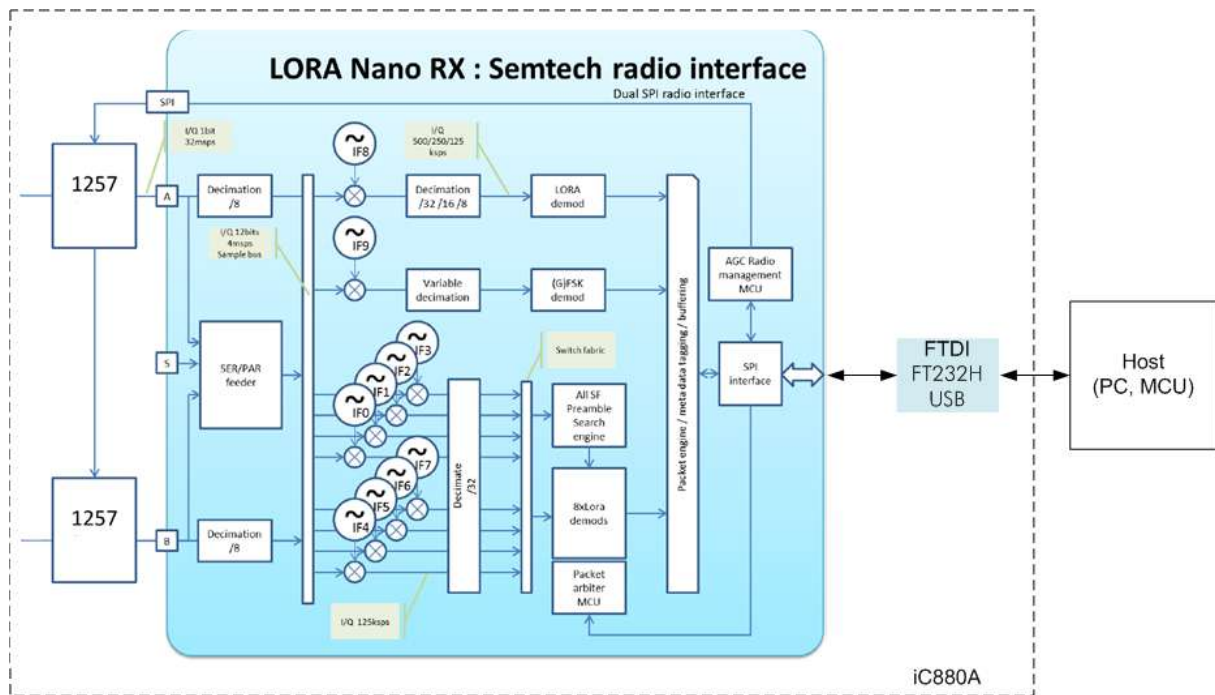 LORA Nano RX : Semtech radio interface
Dual SPI radio interface
SPI
I/Q 1bit
32msps
I/Q
500/250/125
ksps
~
IF8
1257
A
Decimation
/8
Decimation
/32 /16 /8
LORA
demod
I/Q 12bits
4msps
Sample bus
~
IF9
Variable
decimation
(G)FSK
demod
AGC Radio
management
MCU
Packet engine / meta data tagging / buffering
S
SER/PAR
feeder
~
IF3
~
IF2
~
IF1
~
IF0
Switch fabric
All SF
Preamble
Search
engine
SPI
interface
FTDI
FT232H
USB
Host
(PC, MCU)
~
IF7
~
IF6
~
IF5
~
IF4
Decimate
/32
8xLora
demods
1257
B
Decimation
/8
Packet
arbiter
MCU
I/Q 125ksps
iC880A